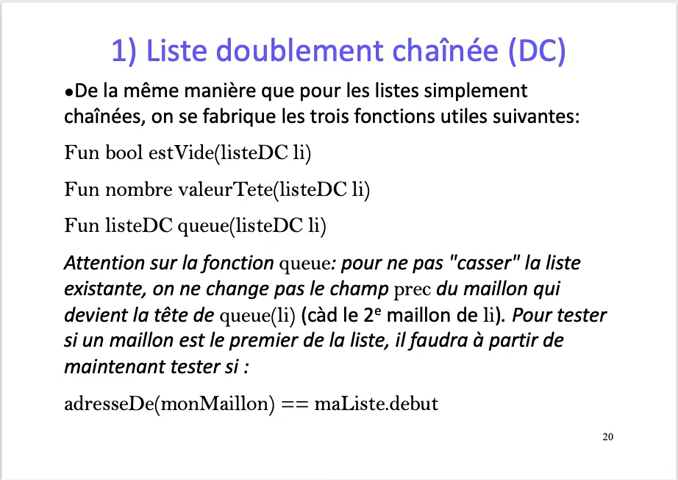 1) Liste doublement chaînée (DC)
●De la même manière que pour les listes simplement
chaînées, on se fabrique les trois fonctions utiles suivantes:
Fun bool estVide(listeDC li)
Fun nombre valeurTete(listeDC li)
Fun listeDC queue(listeDC li)
Attention sur la fonction queue: pour ne pas "casser" la liste
existante, on ne change pas le champ prec du maillon qui
devient la tête de queue(li) (càd le 2e maillon de li). Pour tester
si un maillon est le premier de la liste, il faudra à partir de
maintenant tester si :
adresseDe(monMaillon) == maListe.debut
20